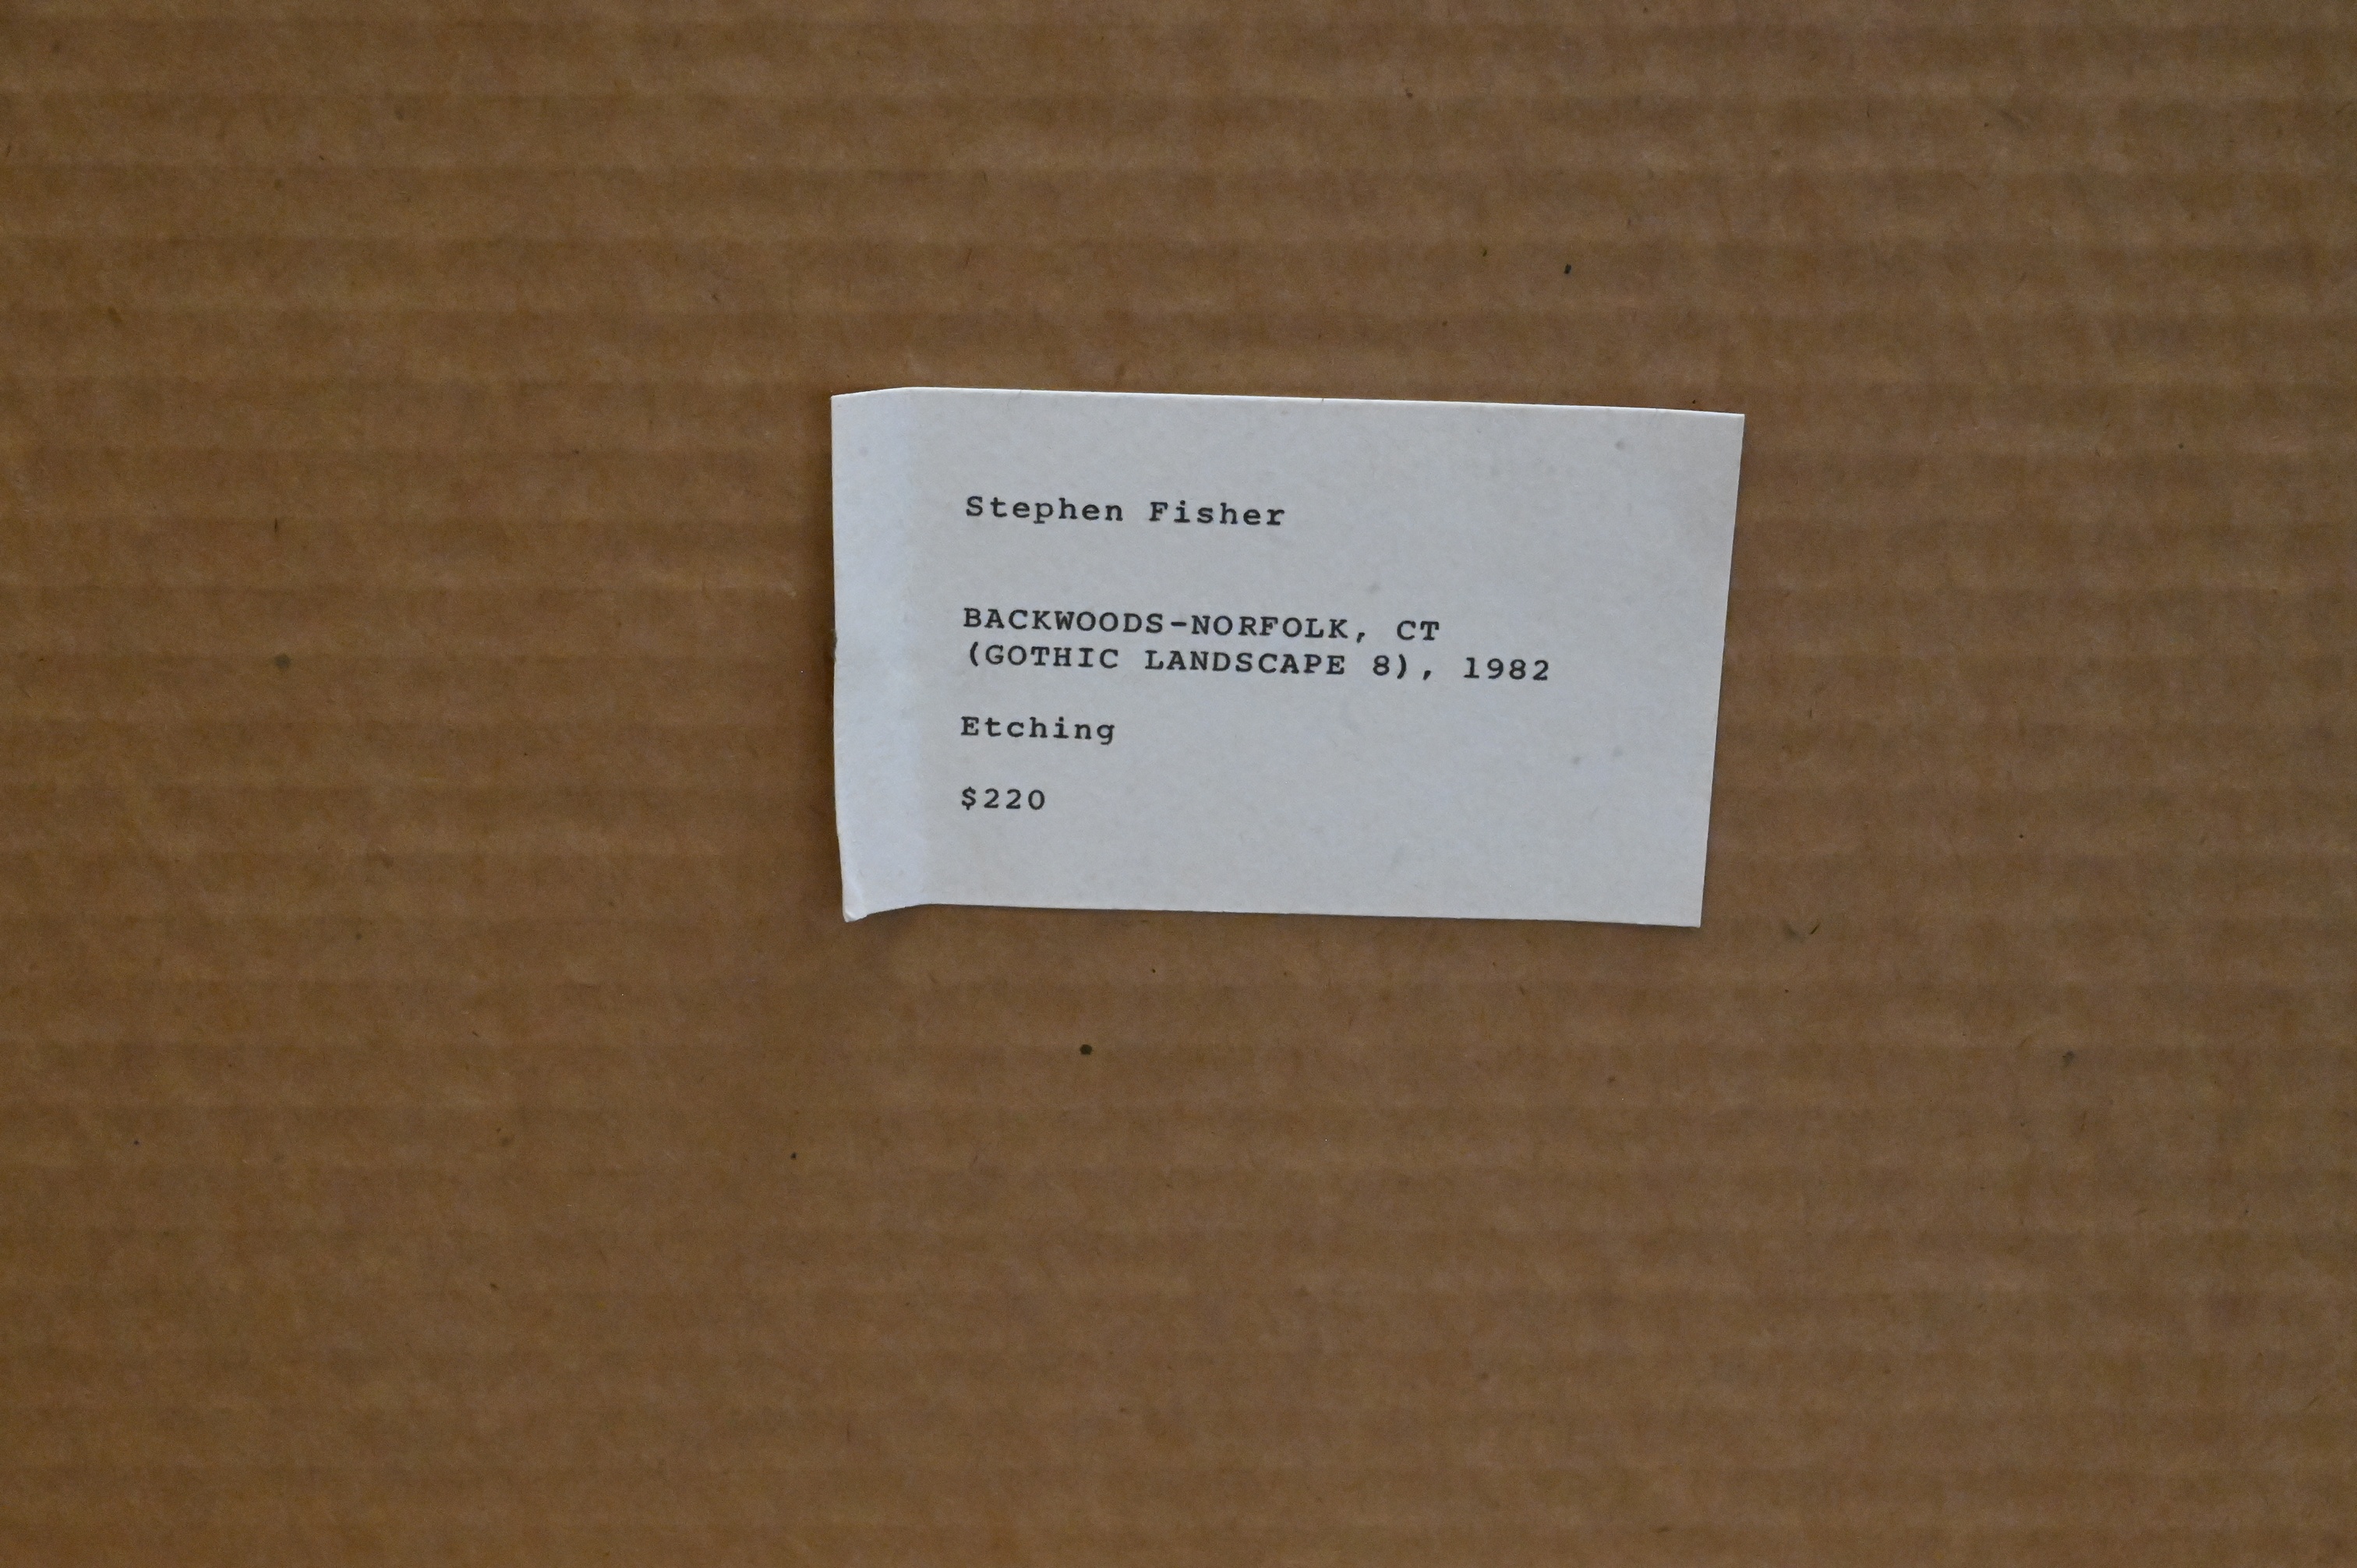 Stephen Fisher
BACKWOODS-NORFOLK, CT
(GOTHIC LANDSCAPE 8), 1982
Etching
$220